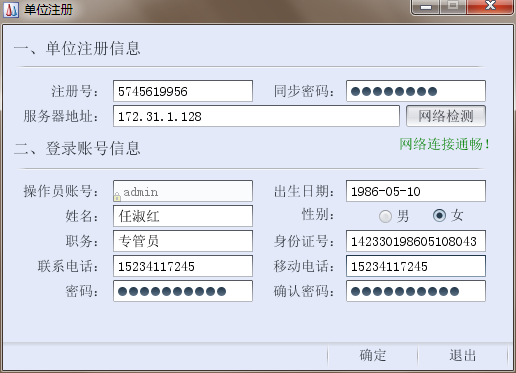 单位注册
一、单位注册信息
注册号： 5745619956 同步密码： ●●●●●●●●
服务器地址： 172.31.1.128 网络检测
网络连接通畅！
二、登录账号信息
操作员账号： admin 出生日期： 1986-05-10
姓名： 任淑红 性别： 男 女
职务： 专管员 身份证号： 142330198605108043
联系电话： 15234117245 移动电话： 15234117245
密码： ●●●●●●●●●● 确认密码： ●●●●●●●●●●
确定 退出